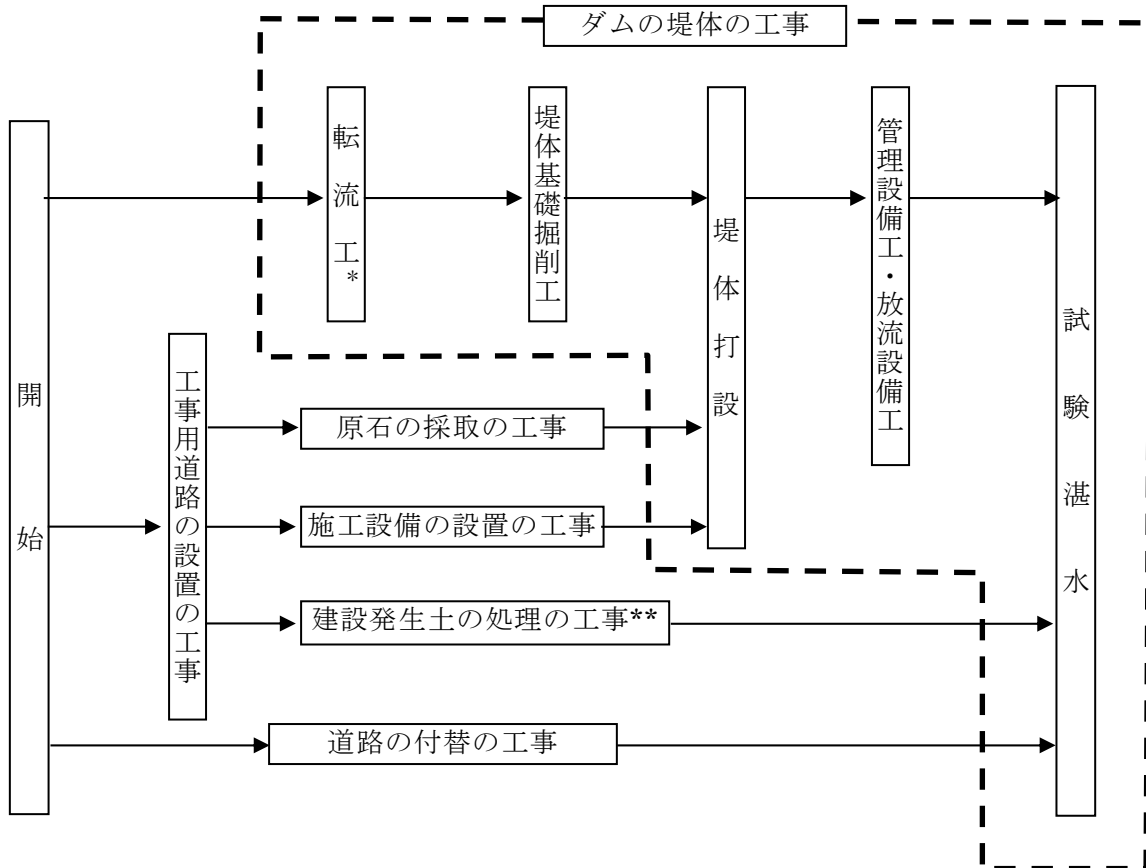 ダムの堤体の工事
開始
転流工*
堤体基礎掘削工
堤体打設
管理設備工・放流設備工
試験湛水
工事用道路の設置の工事
原石の採取の工事
施工設備の設置の工事
建設発生土の処理の工事**
道路の付替の工事